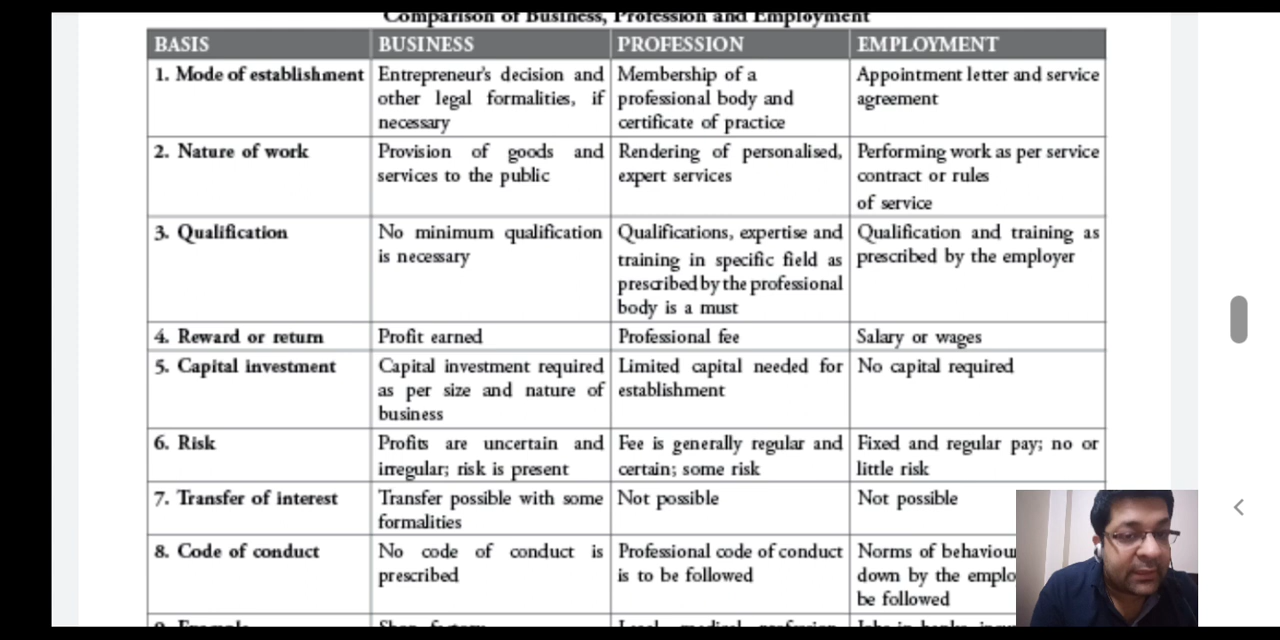 Comparison of Business, Profession and Employment
BASIS BUSINESS PROFESSION EMPLOYMENT
1. Mode of establishment
Entrepreneur's decision and
other legal formalities, if
necessary
Membership of a
professional body and
certificate of practice
Appointment letter and service
agreement
2. Nature of work
Provision of goods and
services to the public
Rendering of personalised,
expert services
Performing work as per service
contract or rules
of service
3. Qualification
No minimum qualification
is necessary
Qualifications, expertise and
training in specific field as
prescribed by the professional
body is a must
Qualification and training as
prescribed by the employer
4. Reward or return
Profit earned
Professional fee
Salary or wages
5. Capital investment
Capital investment required
as per size and nature of
business
Limited capital needed for
establishment
No capital required
6. Risk
Profits are uncertain and
irregular; risk is present
Fee is generally regular and
certain; some risk
Fixed and regular pay; no or
little risk
7. Transfer of interest
Transfer possible with some
formalities
Not possible
Not possible
8. Code of conduct
No code of conduct is
prescribed
Professional code of conduct
is to be followed
Norms of behaviou
down by the emplo
be followed